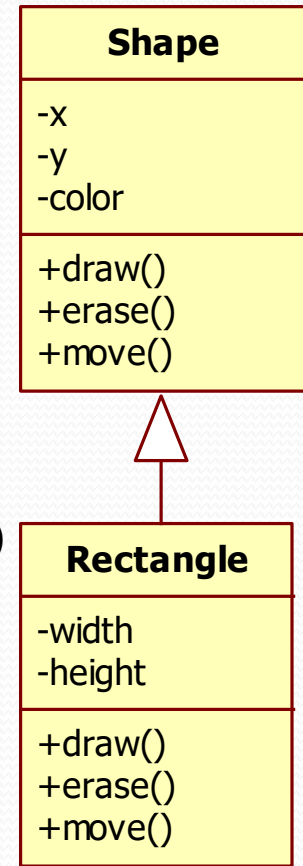 Shape
-x
-y
-color
+draw()
+erase()
+move()
)
Rectangle
-width
-height
+draw()
+erase()
+move()